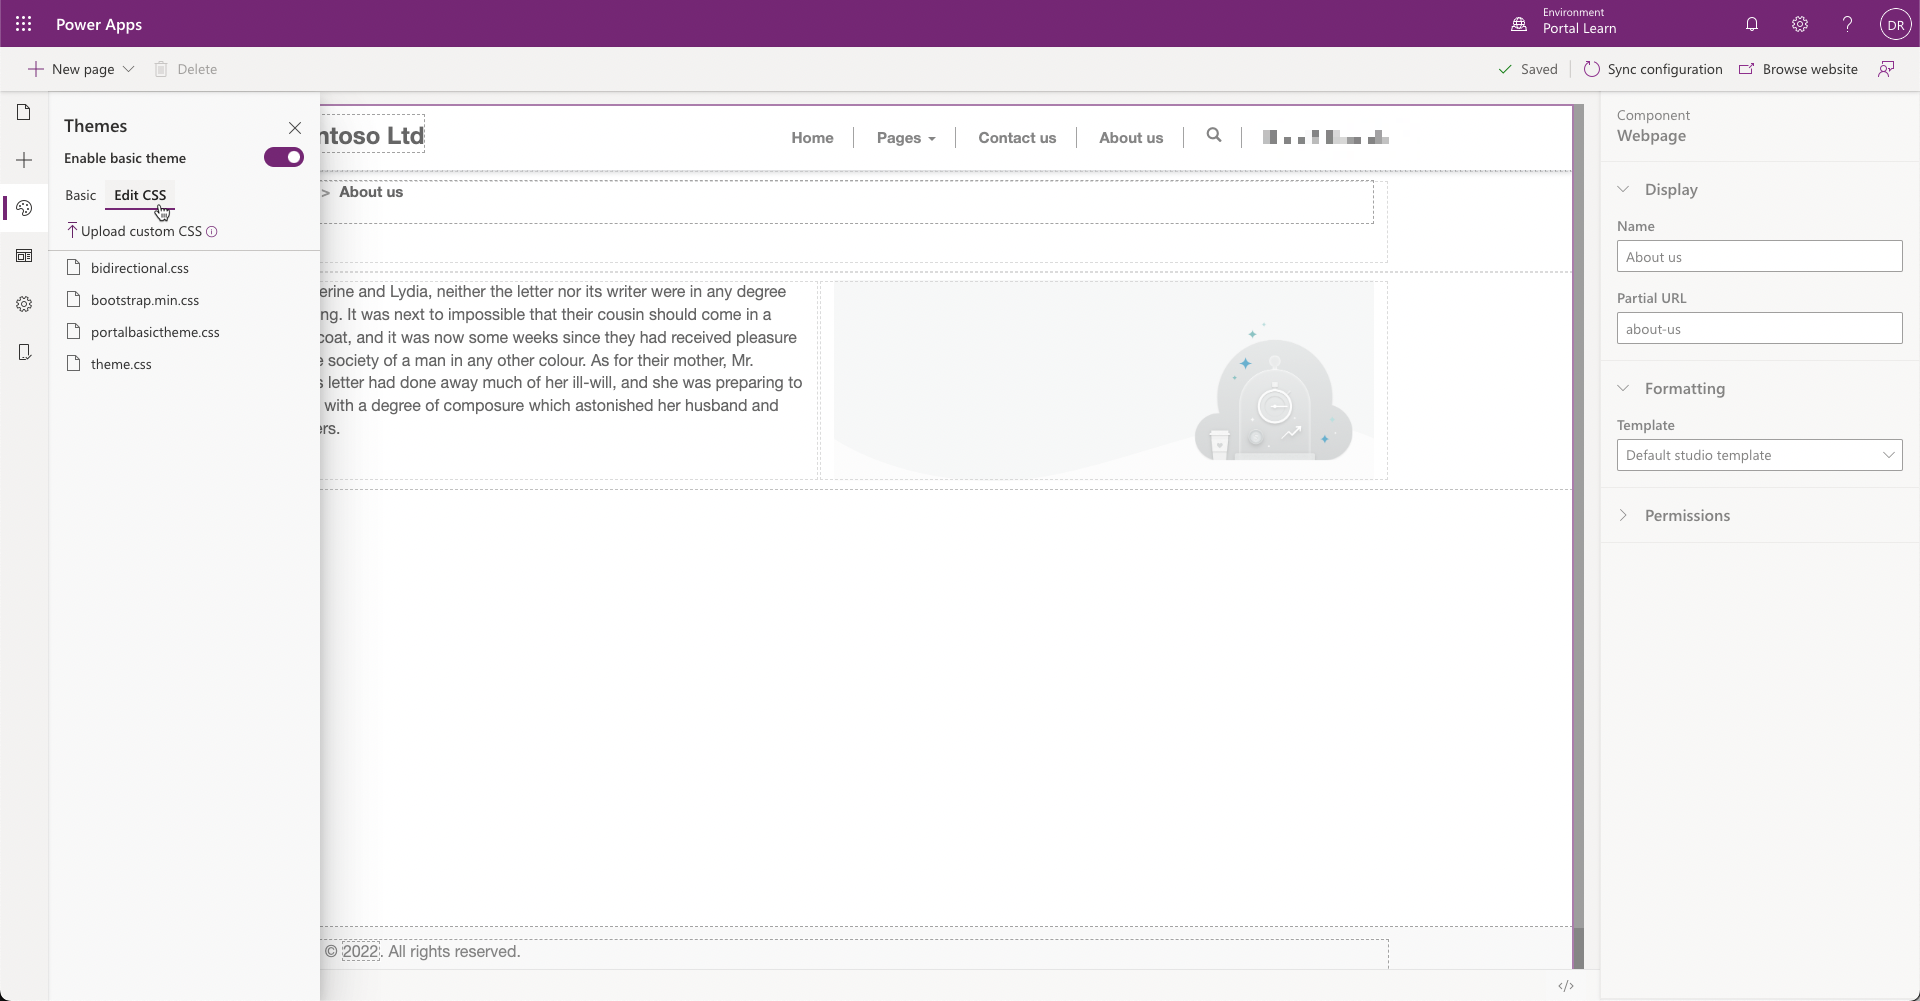 Power Apps
Environment
Portal Learn
DR
New page
Delete
Saved
Sync configuration
Browse website
Themes
Enable basic theme
Basic
Edit CSS
Upload custom CSS
bidirectional.css
bootstrap.min.css
portalbasictheme.css
theme.css
ntoso Ltd
Home
Pages
Contact us
About us
> About us
erine and Lydia, neither the letter nor its writer were in any degree
ng. It was next to impossible that their cousin should come in a
coat, and it was now some weeks since they had received pleasure
e society of a man in any other colour. As for their mother, Mr.
s letter had done away much of her ill-will, and she was preparing to
with a degree of composure which astonished her husband and
ers.
© 2022. All rights reserved.
</>
Component
Webpage
Display
Name
About us
Partial URL
about-us
Formatting
Template
Default studio template
Permissions